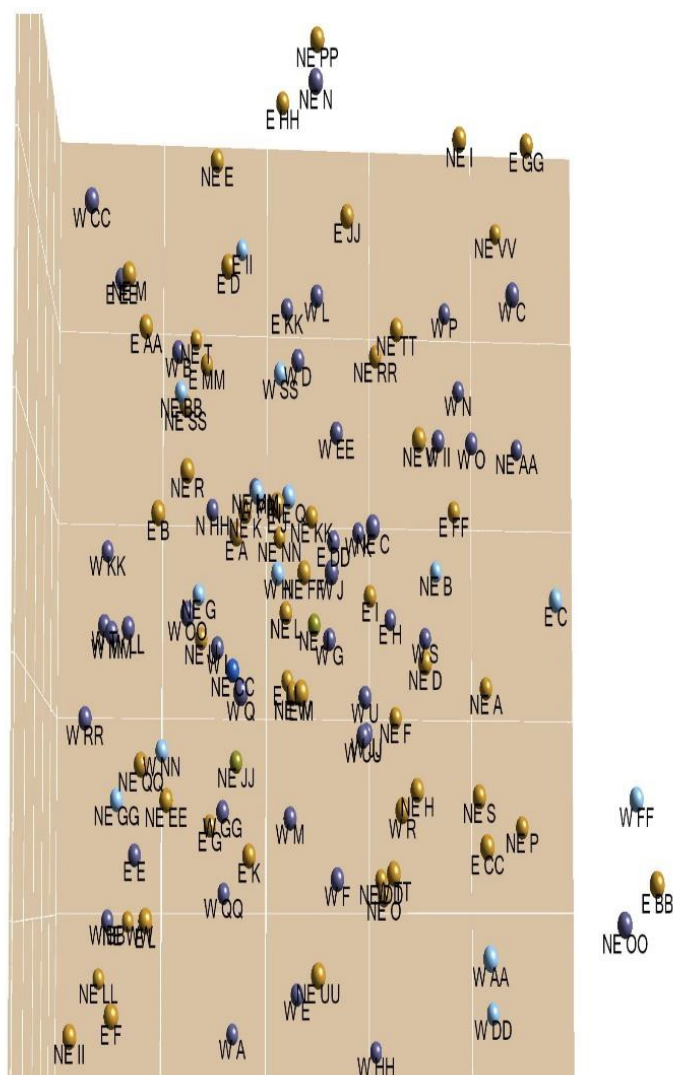 NE PP
NE N
E HH
NE I
E GG
NE E
W CC
E JJ
NE VV
E II
E D
W L
W C
E KK
W P
E AA
NE TT
NE T
W B
NE RR
E MM
W D
W SS
W N
NE BB
NE SS
W EE
W II
W O
NE AA
NE R
E B
N HH
NE K
NE Q
NE KK
E FF
E A
NE NN
E DD
NE C
W KK
NE FF
W J
NE B
NE G
E I
E C
W OO
NE L
E H
W G
W S
NE D
NE CC
W Q
NE A
W RR
W U
NE F
W NN
NE QQ
NE JJ
NE GG
NE EE
NE H
NE S
W FF
W GG
W R
E G
W M
NE P
E CC
E E
E K
E BB
W QQ
W F
NE O
NE OO
W AA
NE LL
NE UU
W E
E F
W DD
NE II
W A
W HH